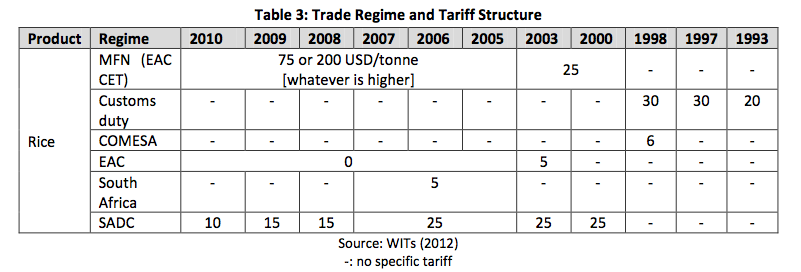 Table 3: Trade Regime and Tariff Structure
Product Regime 2010 2009 2008 2007 2006 2005 2003 2000 1998 1997 1993
MFN (EAC CET) 75 or 200 USD/tonne [whatever is higher] 25 - - -
Customs duty - - - - - - - - 30 30 20
Rice COMESA - - - - - - - - 6 - -
EAC 0 5 - - - -
South Africa - - - 5 - - - - -
SADC 10 15 15 25 25 25 - - -
Source: WITs (2012)
-: no specific tariff